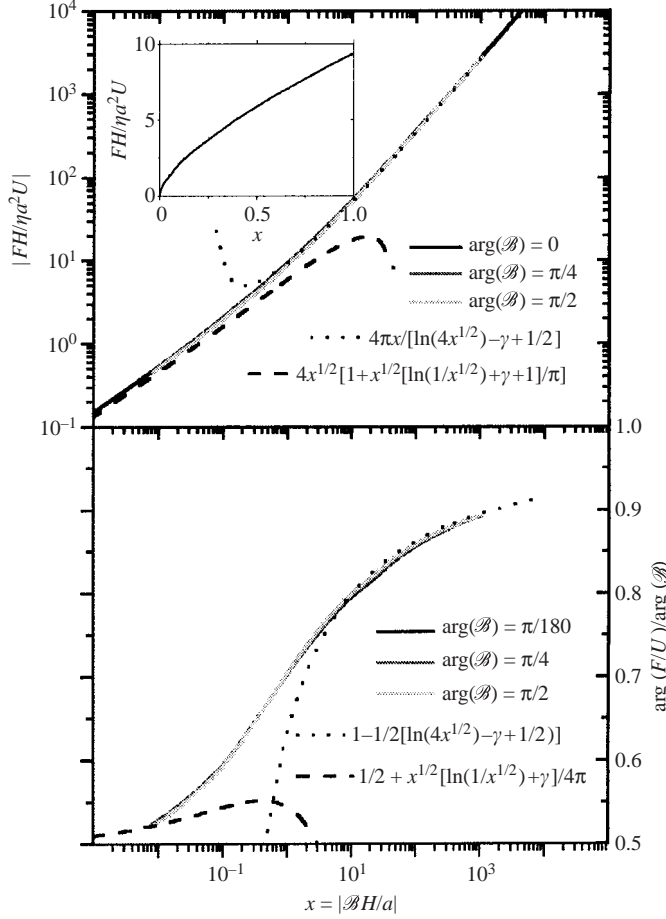 10⁴
10³
10²
10¹
10⁰
10⁻¹
|FH/ηa²U|
10
5
0
FH/ηa²U
0 0.5 1.0
x
arg(ℬ) = 0
arg(ℬ) = π/4
arg(ℬ) = π/2
4πx/[ln(4x^{1/2})–γ+1/2]
4x^{1/2}[1+x^{1/2}[ln(1/x^{1/2})+γ+1]/π]
1.0
0.9
0.8
0.7
0.6
0.5
arg (F/U)/arg (ℬ)
arg(ℬ) = π/180
arg(ℬ) = π/4
arg(ℬ) = π/2
1–1/2[ln(4x^{1/2})–γ+1/2)]
1/2 + x^{1/2}[ln(1/x^{1/2})+γ]/4π
10⁻¹ 10¹ 10³
x = |ℬH/a|